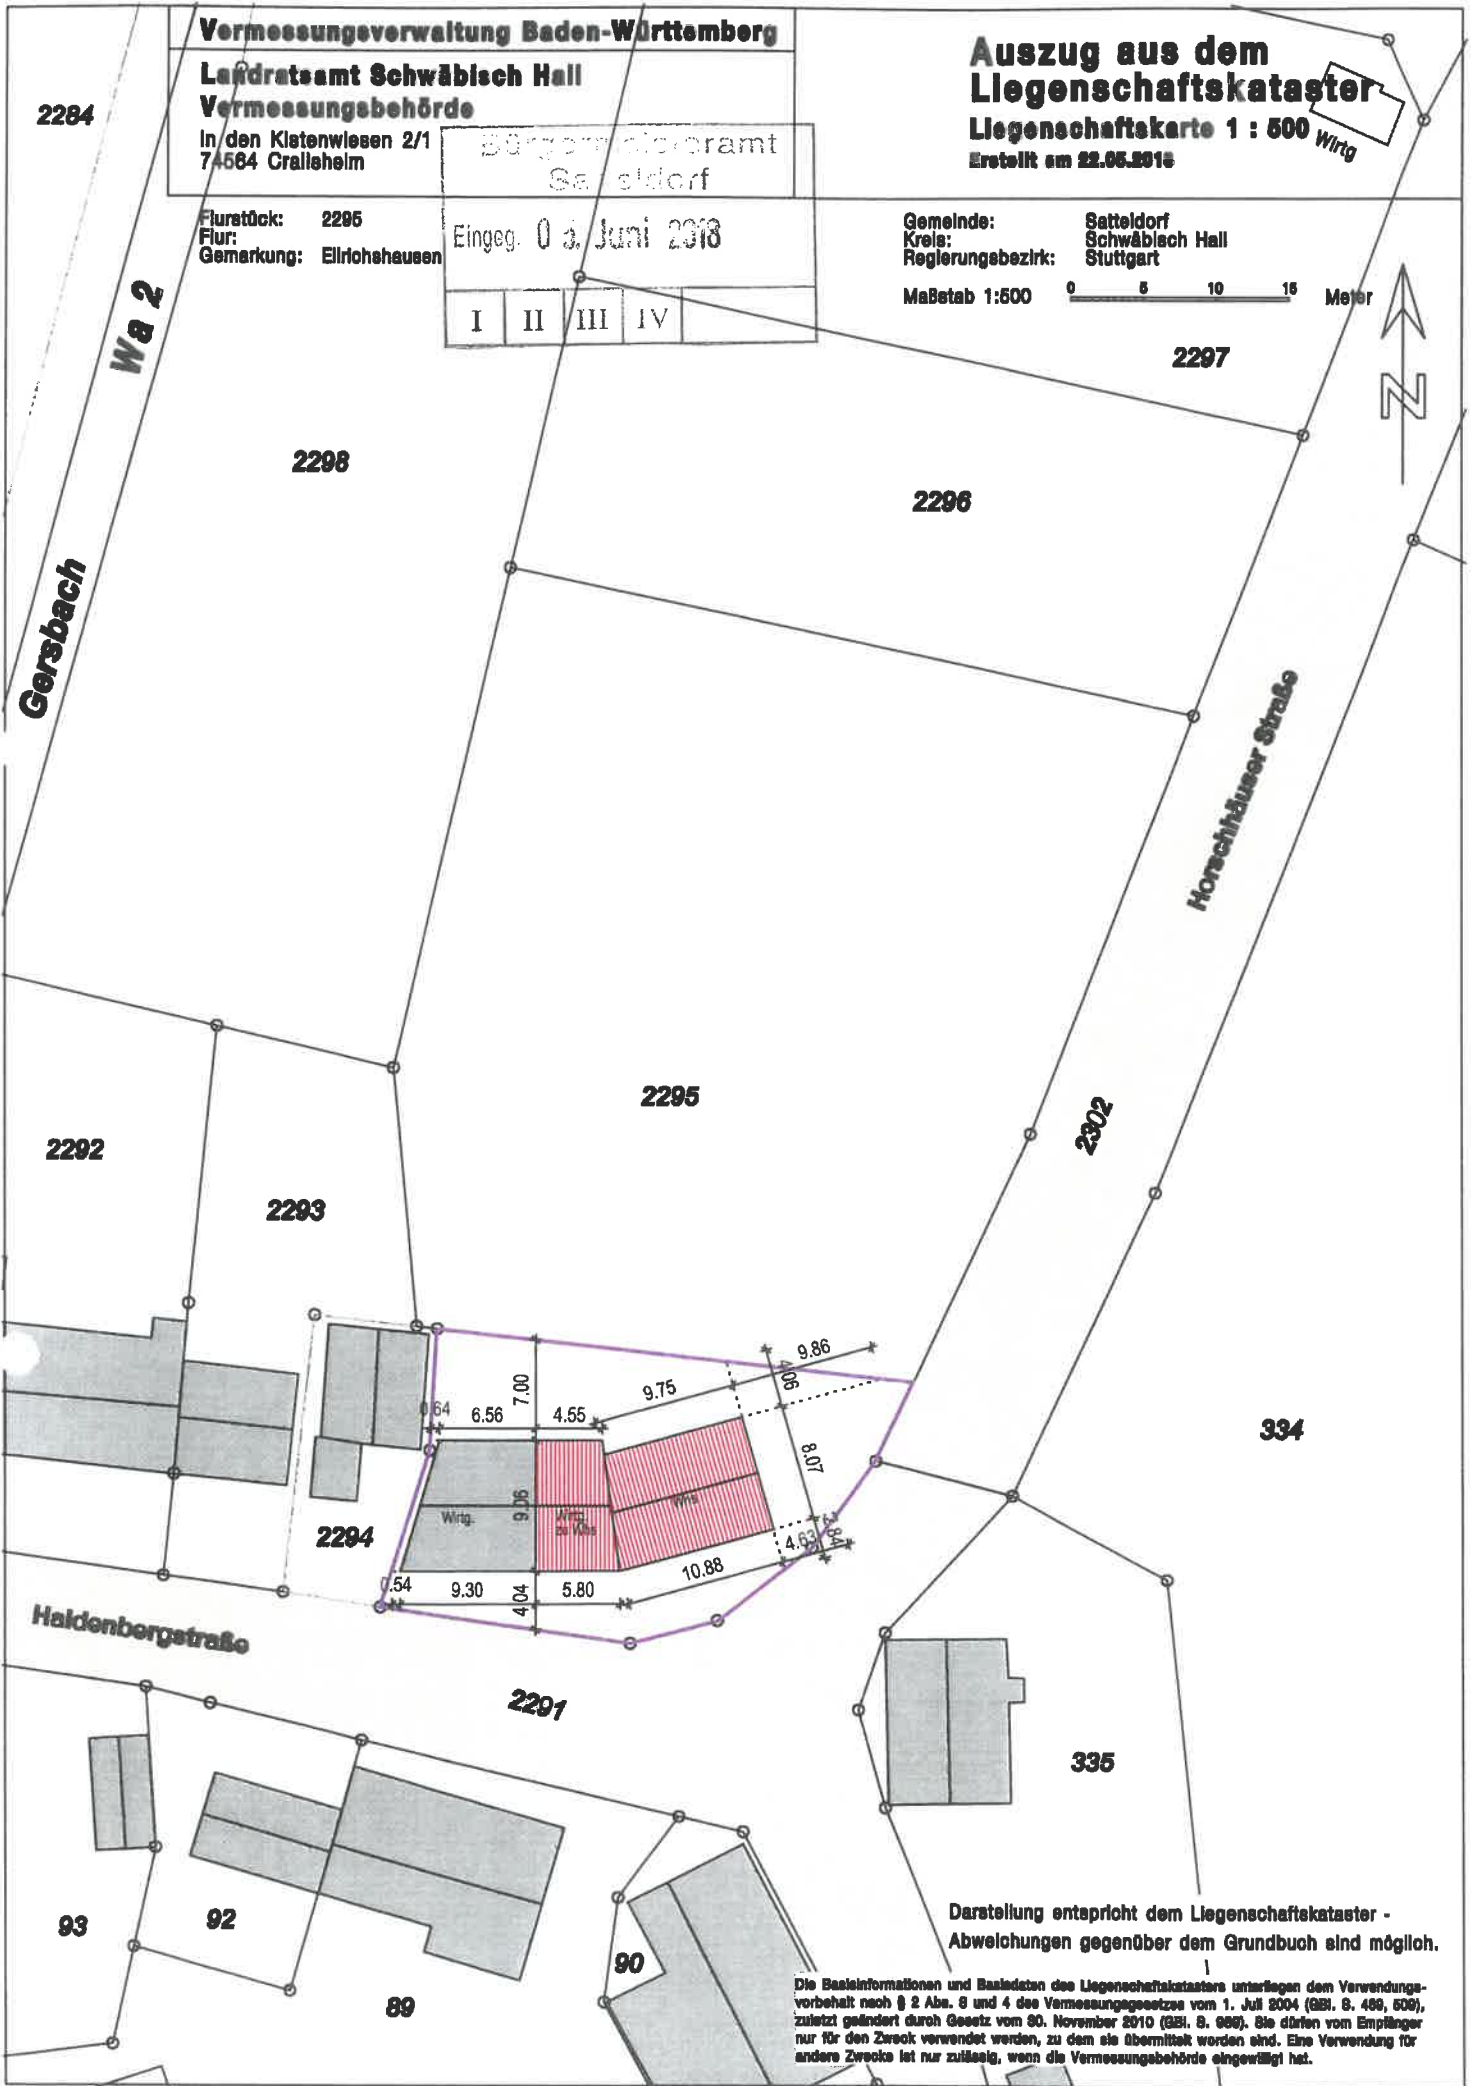 Vermessungsverwaltung Baden-Württemberg
Landratsamt Schwäbisch Hall
Vermessungsbehörde
In den Kistenwiesen 2/1
74564 Crailsheim
Auszug aus dem
Liegenschaftskataster
Liegenschaftskarte 1 : 500
Erstellt am 22.05.2018
Wirtg
Bürgermeisteramt
Satteldorf
Eingeg. Juni 2018
I II III IV
Flurstück: 2295
Flur:
Gemarkung: Ellrichshausen
Gemeinde: Satteldorf
Kreis: Schwäbisch Hall
Regierungsbezirk: Stuttgart
Maßstab 1:500
0 5 10 15 Meter
N
2284
Wa 2
2297
2298
2296
Gersbach
Horschhäuser Straße
2295
2302
2292
2293
9.86
4.06
9.75
7.00
0.64
6.56
4.55
334
8.07
Whs
9.06
Wirtg.
Wirtg.
zu Whs
2294
4.63
10.88
0.54
9.30
4.04
5.80
Haldenbergstraße
2291
335
93
92
90
89
Darstellung entspricht dem Liegenschaftskataster -
Abweichungen gegenüber dem Grundbuch sind möglich.
Die Basisinformationen und Basisdaten des Liegenschaftskatasters unterliegen dem Verwendungs-
vorbehalt nach § 2 Abs. 3 und 4 des Vermessungsgesetzes vom 1. Juli 2004 (GBl. S. 469, 509),
zuletzt geändert durch Gesetz vom 30. November 2010 (GBl. S. 989). Sie dürfen vom Empfänger
nur für den Zweck verwendet werden, zu dem sie übermittelt worden sind. Eine Verwendung für
andere Zwecke ist nur zulässig, wenn die Vermessungsbehörde eingewilligt hat.